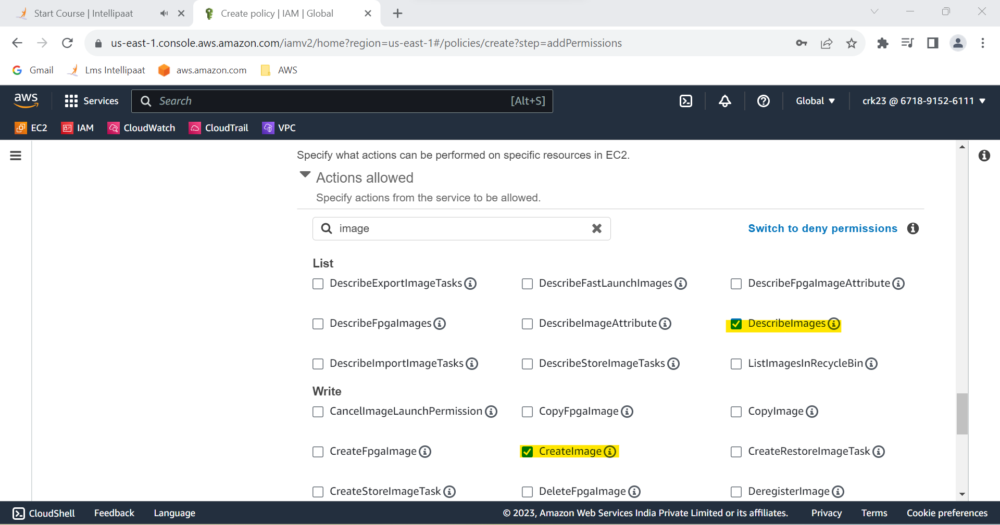 Start Course | Intellipaat
Create policy | IAM | Global
us-east-1.console.aws.amazon.com/iamv2/home?region=us-east-1#/policies/create?step=addPermissions
Gmail Lms Intellipaat aws.amazon.com AWS
aws Services Search [Alt+S] Global crk23 @ 6718-9152-6111
EC2 IAM CloudWatch CloudTrail VPC
Specify what actions can be performed on specific resources in EC2.
Actions allowed
Specify actions from the service to be allowed.
image Switch to deny permissions
List
DescribeExportImageTasks DescribeFastLaunchImages DescribeFpgaImageAttribute
DescribeFpgaImages DescribeImageAttribute DescribeImages
DescribeImportImageTasks DescribeStoreImageTasks ListImagesInRecycleBin
Write
CancelImageLaunchPermission CopyFpgaImage CopyImage
CreateFpgaImage CreateImage CreateRestoreImageTask
CreateStoreImageTask DeleteFpgaImage DeregisterImage
CloudShell Feedback Language © 2023, Amazon Web Services India Private Limited or its affiliates. Privacy Terms Cookie preferences